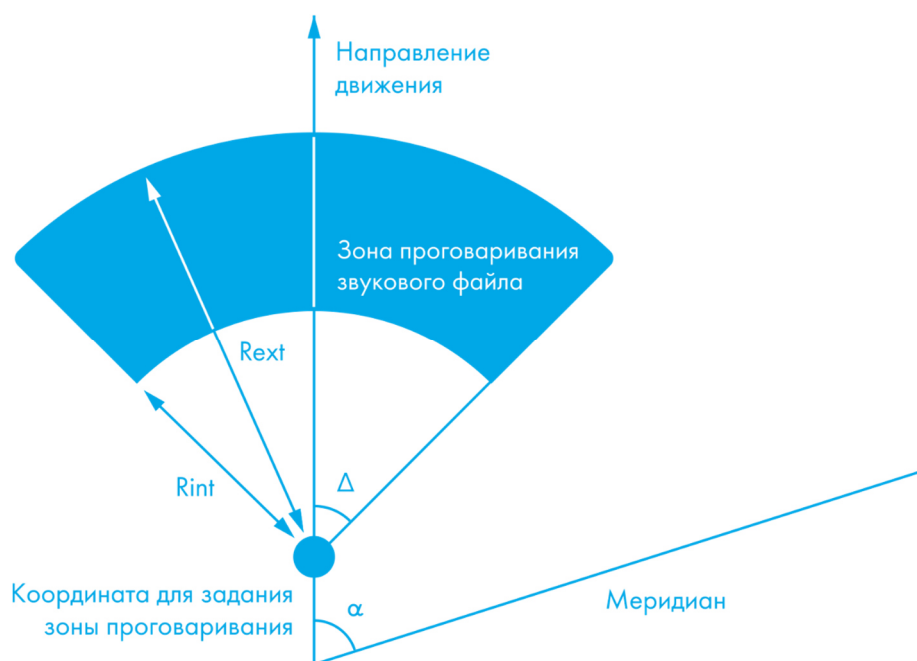 Направление
движения
Зона проговаривания
звукового файла
Rext
Rint
Δ
Координата для задания
зоны проговаривания
α
Меридиан